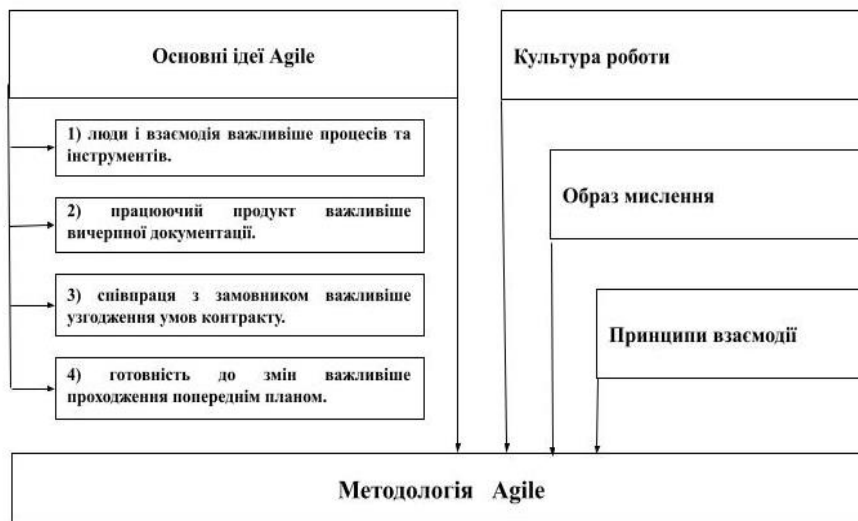 Основні ідеї Agile
1) люди і взаємодія важливіше процесів та
інструментів.
2) працюючий продукт важливіше
вичерпної документації.
3) співпраця з замовником важливіше
узгодження умов контракту.
4) готовність до змін важливіше
проходження попереднім планом.
Культура роботи
Образ мислення
Принципи взаємодії
Методологія Agile